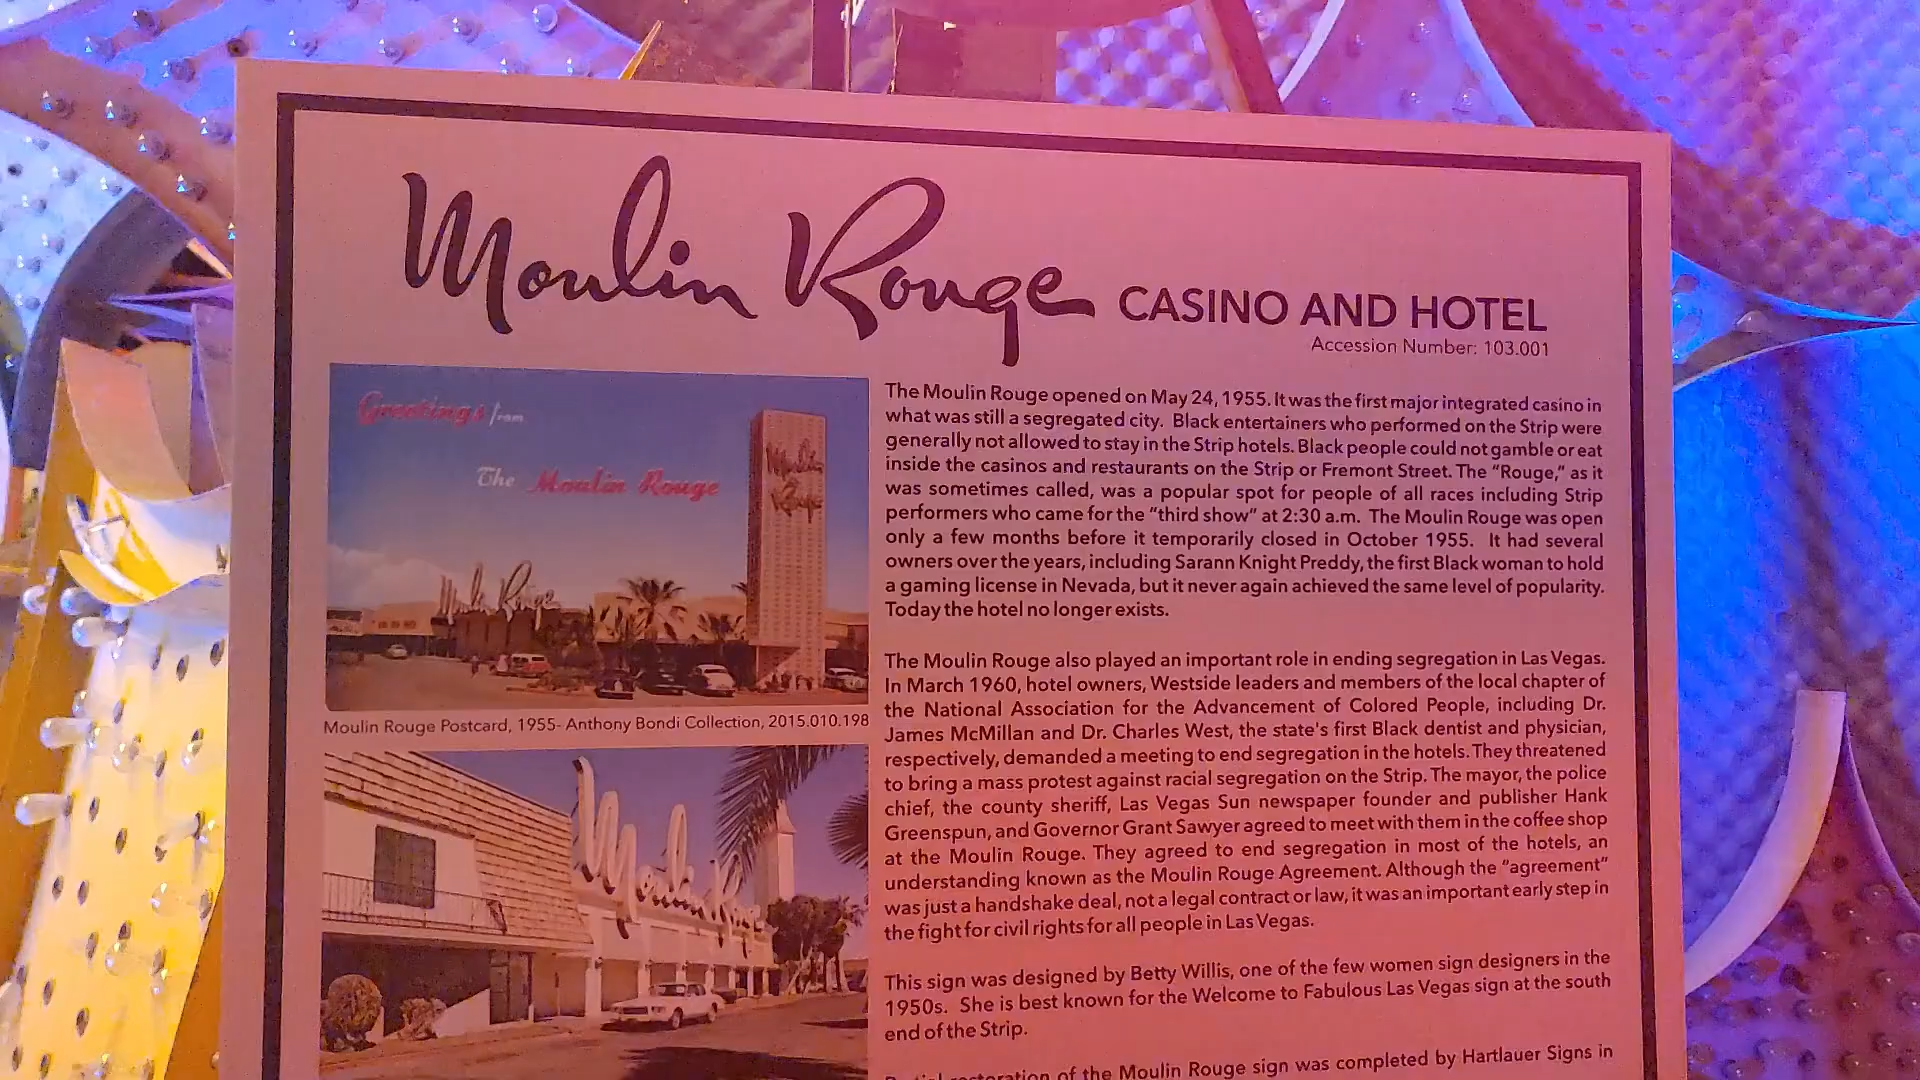 Moulin Rouge CASINO AND HOTEL
Accession Number: 103.001
Greetings from
The Moulin Rouge
Moulin
Rouge
Moulin Rouge
Moulin Rouge Postcard, 1955- Anthony Bondi Collection, 2015.010.198
Moulin Rouge
The Moulin Rouge opened on May 24, 1955. It was the first major integrated casino in
what was still a segregated city. Black entertainers who performed on the Strip were
generally not allowed to stay in the Strip hotels. Black people could not gamble or eat
inside the casinos and restaurants on the Strip or Fremont Street. The “Rouge,” as it
was sometimes called, was a popular spot for people of all races including Strip
performers who came for the “third show” at 2:30 a.m. The Moulin Rouge was open
only a few months before it temporarily closed in October 1955. It had several
owners over the years, including Sarann Knight Preddy, the first Black woman to hold
a gaming license in Nevada, but it never again achieved the same level of popularity.
Today the hotel no longer exists.
The Moulin Rouge also played an important role in ending segregation in Las Vegas.
In March 1960, hotel owners, Westside leaders and members of the local chapter of
the National Association for the Advancement of Colored People, including Dr.
James McMillan and Dr. Charles West, the state's first Black dentist and physician,
respectively, demanded a meeting to end segregation in the hotels. They threatened
to bring a mass protest against racial segregation on the Strip. The mayor, the police
chief, the county sheriff, Las Vegas Sun newspaper founder and publisher Hank
Greenspun, and Governor Grant Sawyer agreed to meet with them in the coffee shop
at the Moulin Rouge. They agreed to end segregation in most of the hotels, an
understanding known as the Moulin Rouge Agreement. Although the “agreement”
was just a handshake deal, not a legal contract or law, it was an important early step in
the fight for civil rights for all people in Las Vegas.
This sign was designed by Betty Willis, one of the few women sign designers in the
1950s. She is best known for the Welcome to Fabulous Las Vegas sign at the south
end of the Strip.
Partial restoration of the Moulin Rouge sign was completed by Hartlauer Signs in